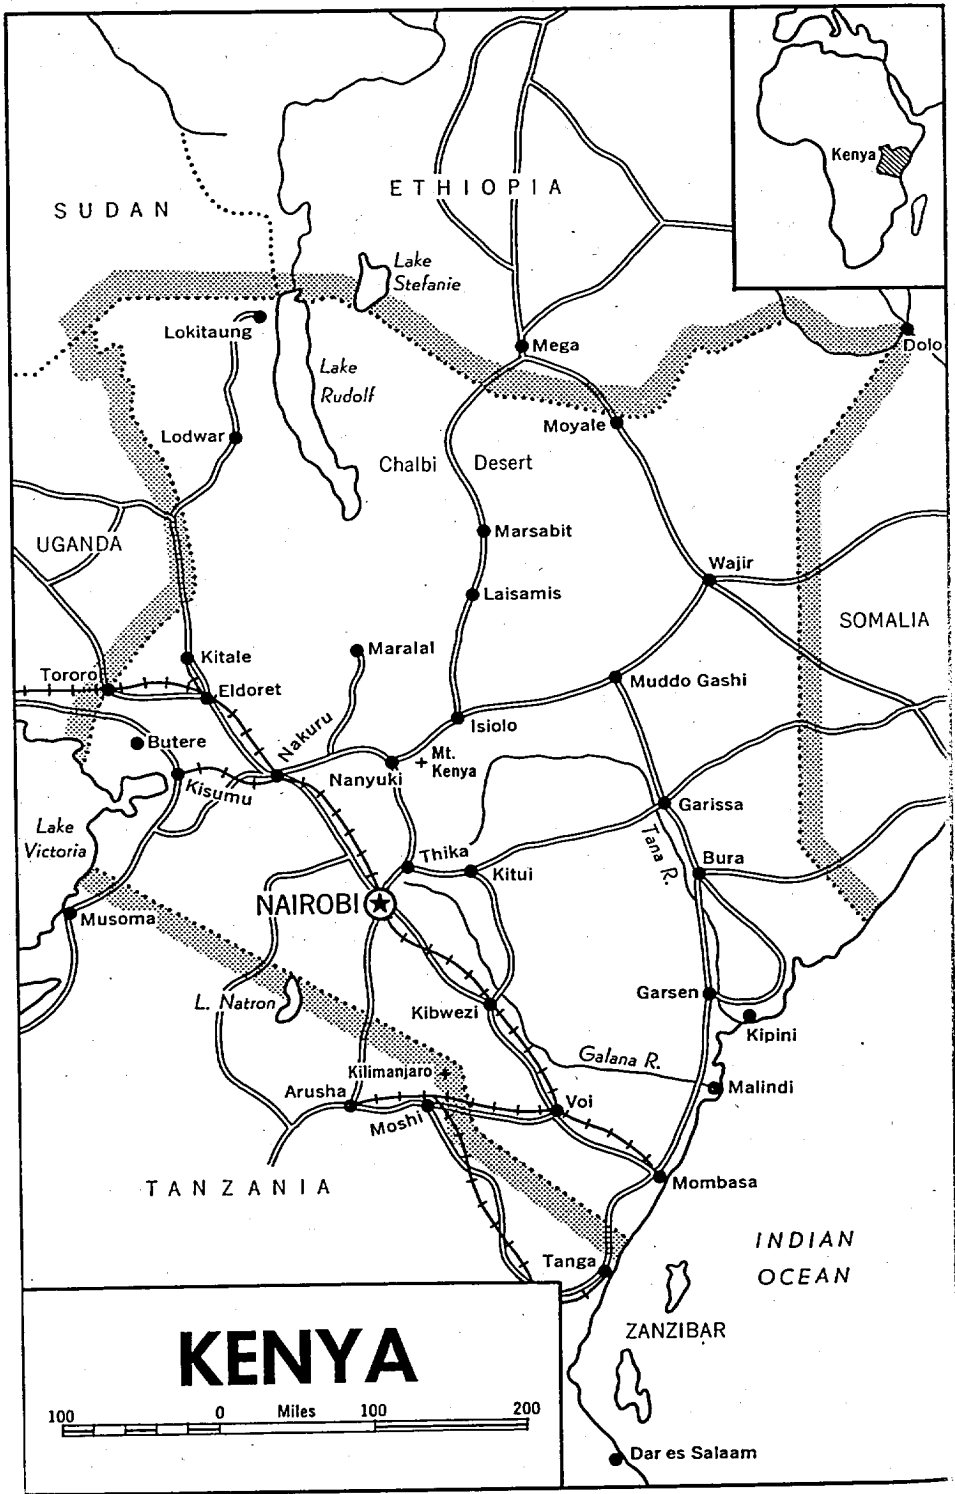 Kenya
ETHIOPIA
SUDAN
Lake
Stefanie
Lokitaung
Dolo
Mega
Lake
Rudolf
Moyale
Lodwar
Chalbi Desert
Marsabit
UGANDA
Wajir
Laisamis
SOMALIA
Maralal
Kitale
Tororo
Muddo Gashi
Eldoret
Isiolo
Nakuru
Butere
Mt.
Kenya
Nanyuki
Kisumu
Garissa
Lake
Victoria
Tana R.
Thika
Bura
Kitui
NAIROBI
Musoma
L. Natron
Garsen
Kibwezi
Kipini
Galana R.
Kilimanjaro
Malindi
Arusha
Voi
Moshi
TANZANIA
Mombasa
INDIAN
OCEAN
Tanga
ZANZIBAR
KENYA
100 0 Miles 100 200
Dar es Salaam